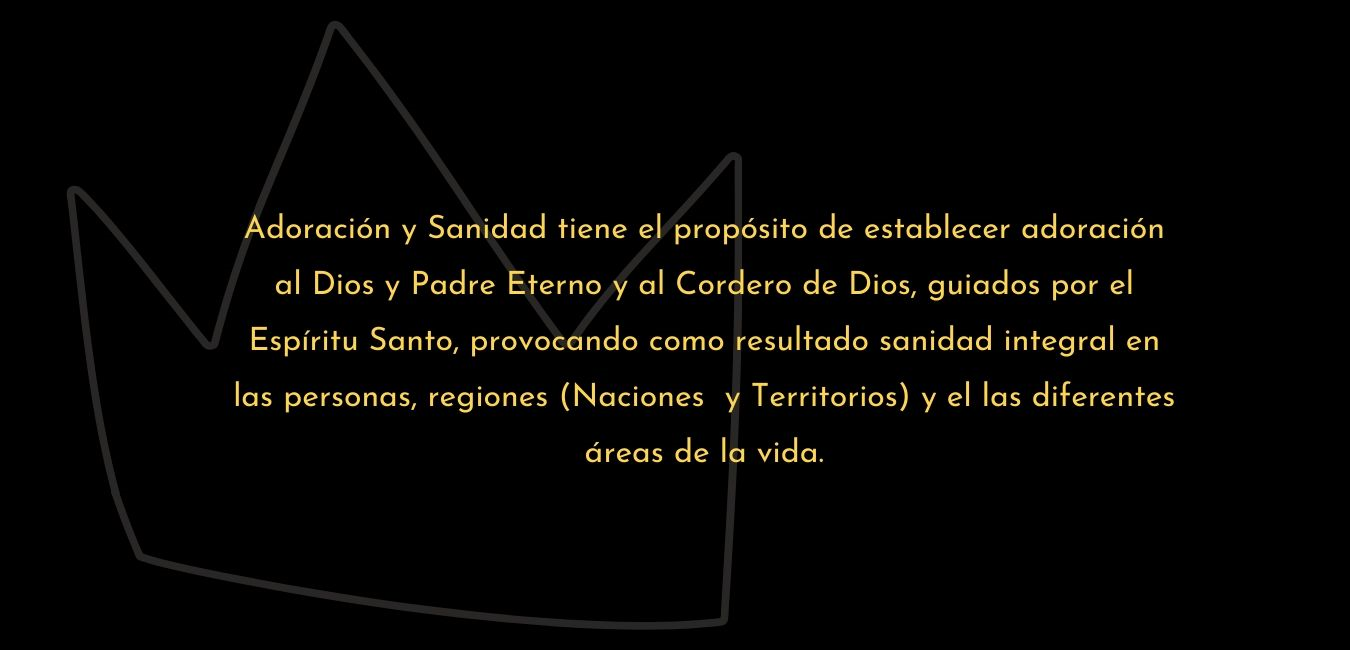 Adoración y Sanidad tiene el propósito de establecer adoración
al Dios y Padre Eterno y al Cordero de Dios, guiados por el
Espíritu Santo, provocando como resultado sanidad integral en
las personas, regiones (Naciones  y Territorios) y el las diferentes
áreas de la vida.